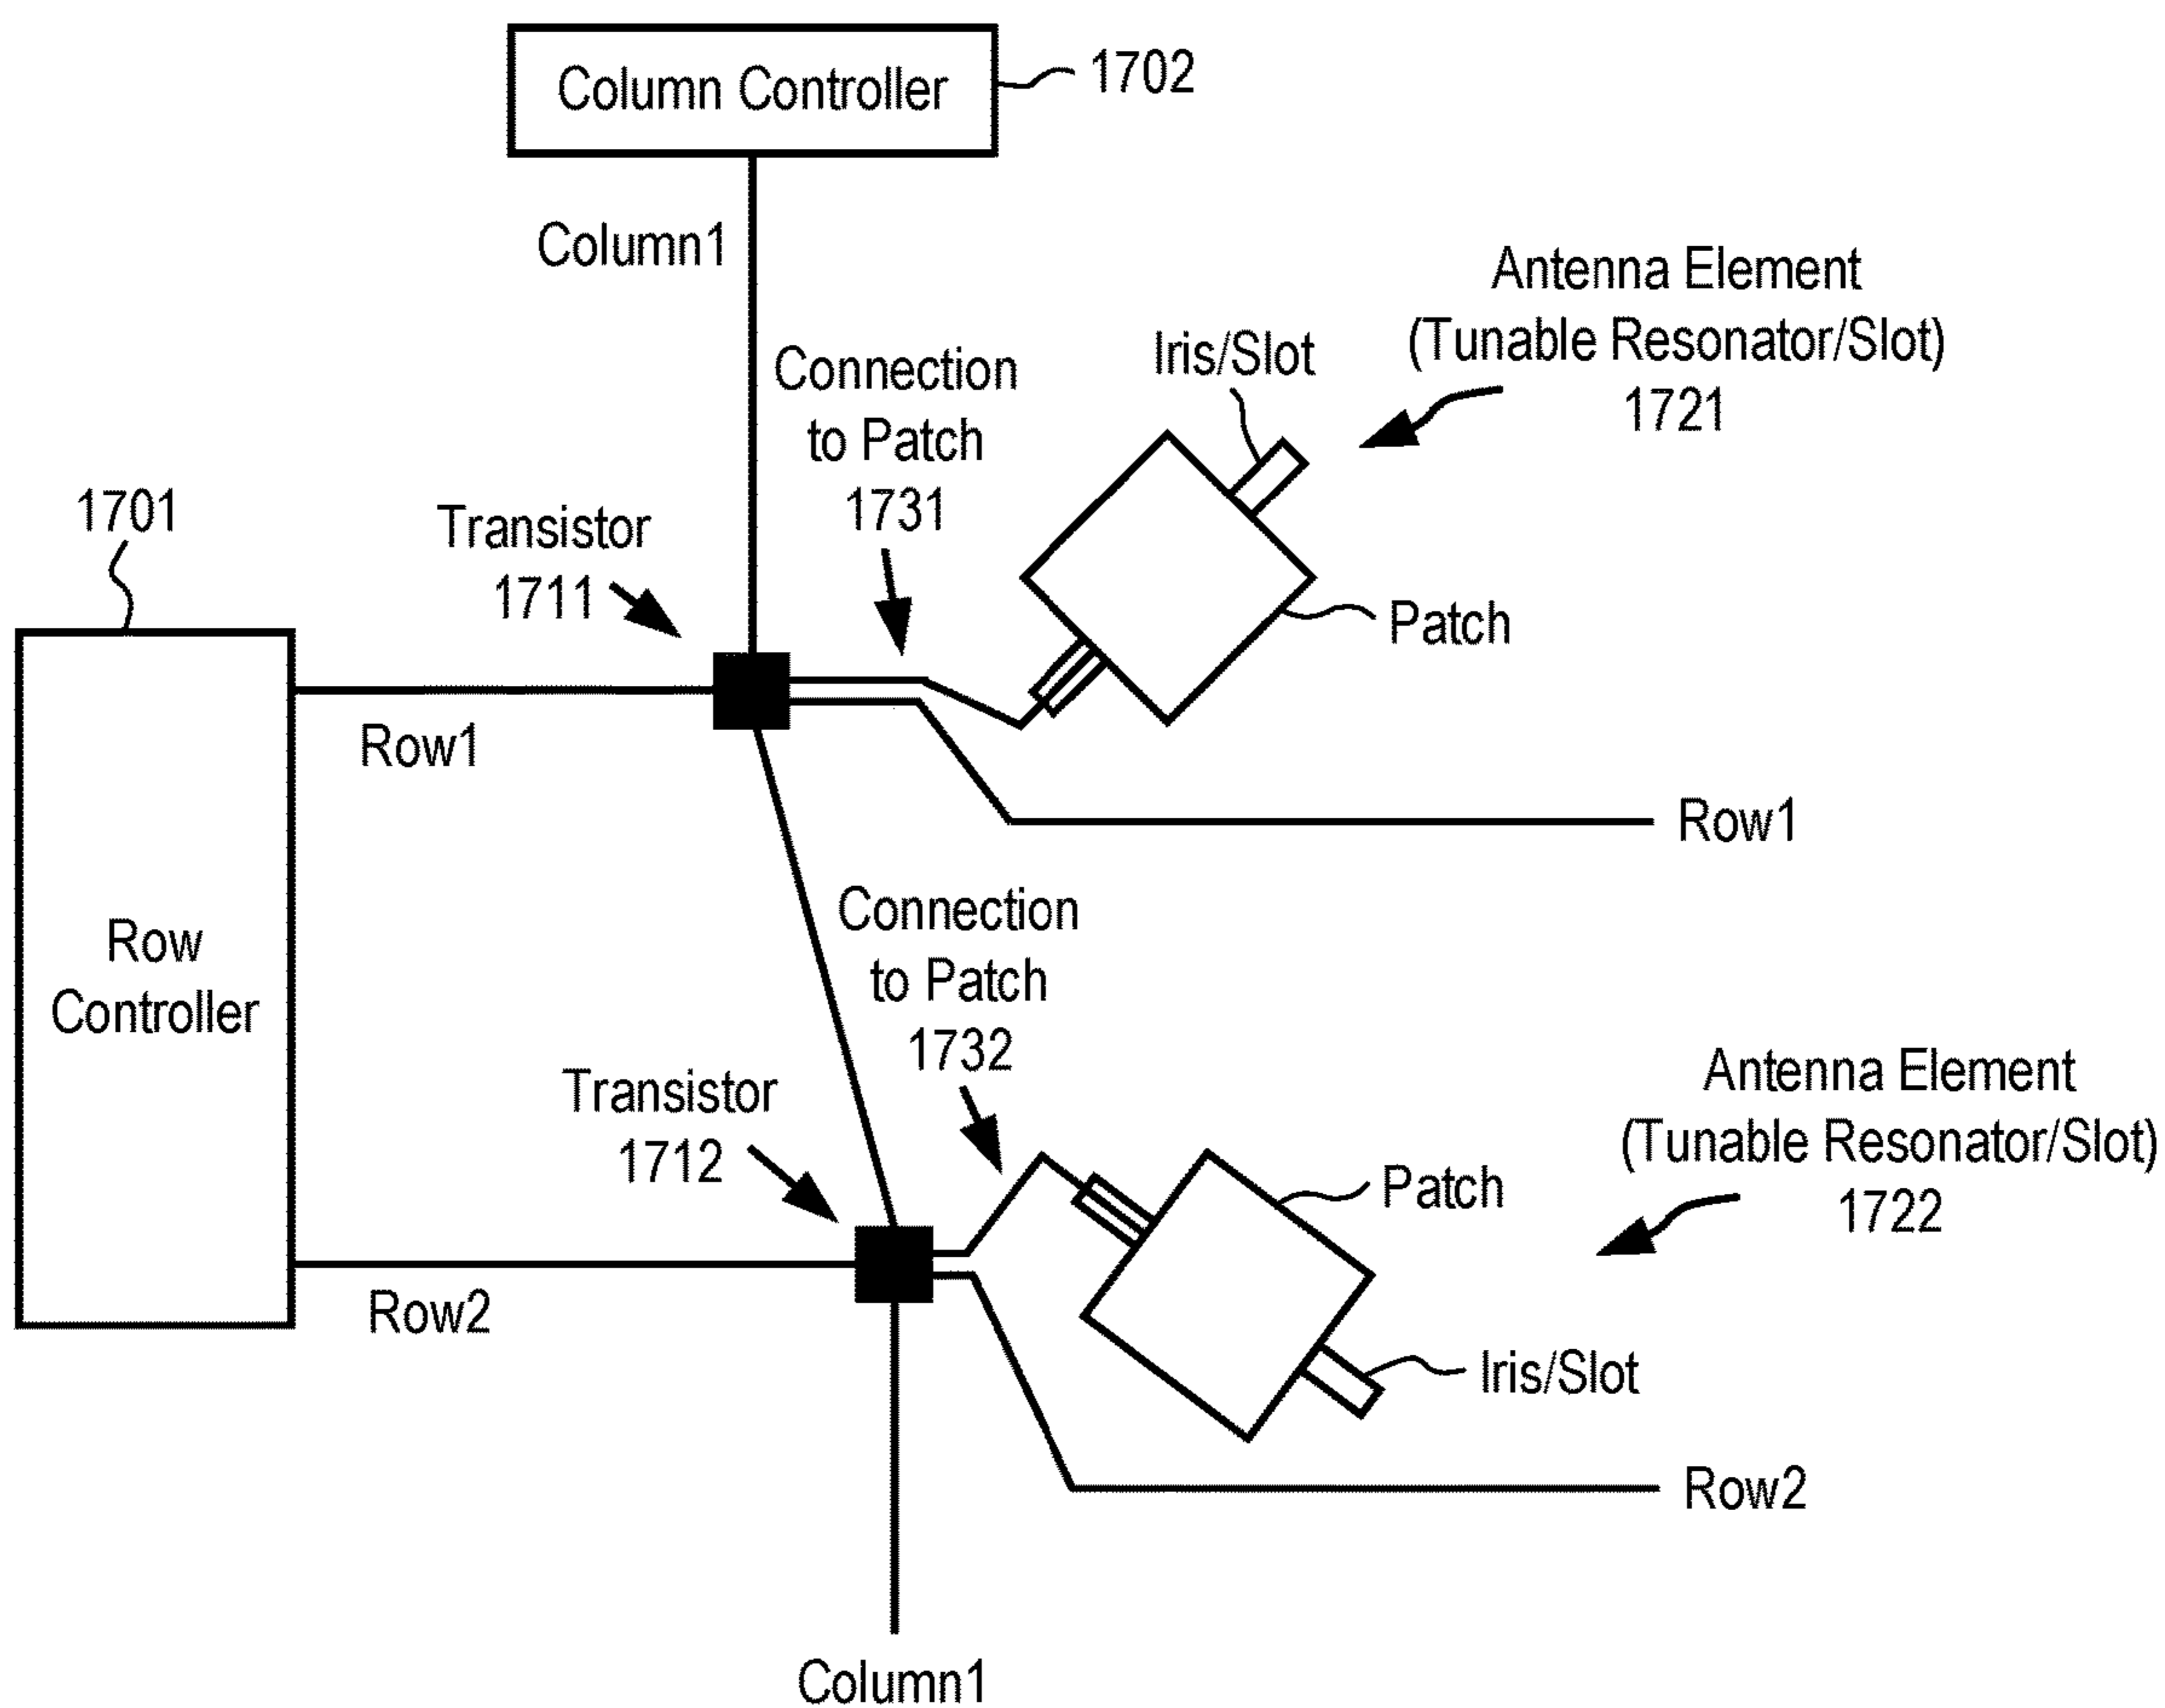 Column Controller
1702
Column1
Antenna Element
(Tunable Resonator/Slot)
1721
Iris/Slot
Connection
to Patch
1731
1701
Transistor
1711
Patch
Row1
Row1
Row
Controller
Connection
to Patch
1732
Transistor
1712
Antenna Element
(Tunable Resonator/Slot)
1722
Patch
Row2
Iris/Slot
Row2
Column1